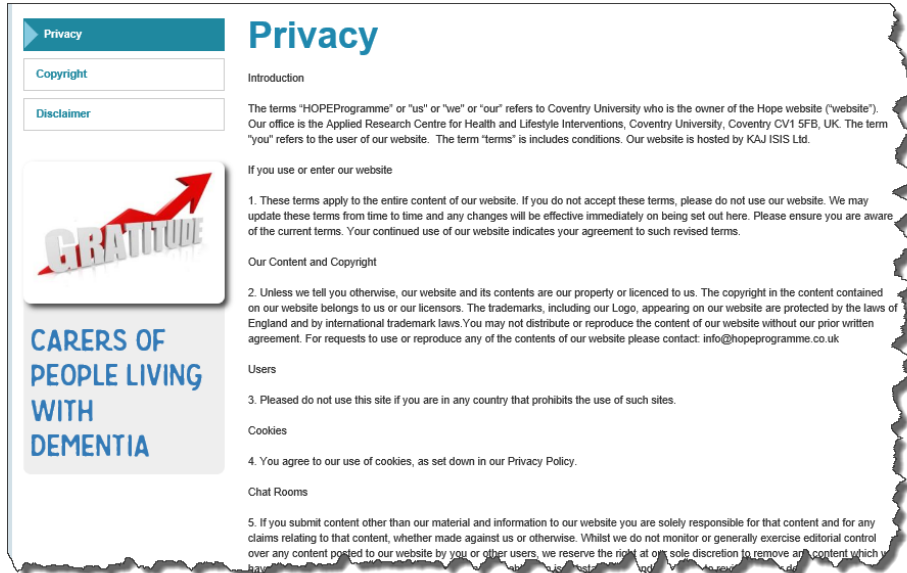 Privacy
Copyright
Disclaimer
GRATITUDE
CARERS OF
PEOPLE LIVING
WITH
DEMENTIA
Privacy
Introduction
The terms “HOPEProgramme” or "us" or "we" or “our” refers to Coventry University who is the owner of the Hope website (“website”).
Our office is the Applied Research Centre for Health and Lifestyle Interventions, Coventry University, Coventry CV1 5FB, UK. The term
"you" refers to the user of our website.  The term “terms” is includes conditions. Our website is hosted by KAJ ISIS Ltd.
If you use or enter our website
1. These terms apply to the entire content of our website. If you do not accept these terms, please do not use our website. We may
update these terms from time to time and any changes will be effective immediately on being set out here. Please ensure you are aware
of the current terms. Your continued use of our website indicates your agreement to such revised terms.
Our Content and Copyright
2. Unless we tell you otherwise, our website and its contents are our property or licenced to us. The copyright in the content contained
on our website belongs to us or our licensors. The trademarks, including our Logo, appearing on our website are protected by the laws of
England and by international trademark laws.You may not distribute or reproduce the content of our website without our prior written
agreement. For requests to use or reproduce any of the contents of our website please contact: info@hopeprogramme.co.uk
Users
3. Pleased do not use this site if you are in any country that prohibits the use of such sites.
Cookies
4. You agree to our use of cookies, as set down in our Privacy Policy.
Chat Rooms
5. If you submit content other than our material and information to our website you are solely responsible for that content and for any
claims relating to that content, whether made against us or otherwise. Whilst we do not monitor or generally exercise editorial control
over any content posted to our website by you or other users, we reserve the right at our sole discretion to remove any content which